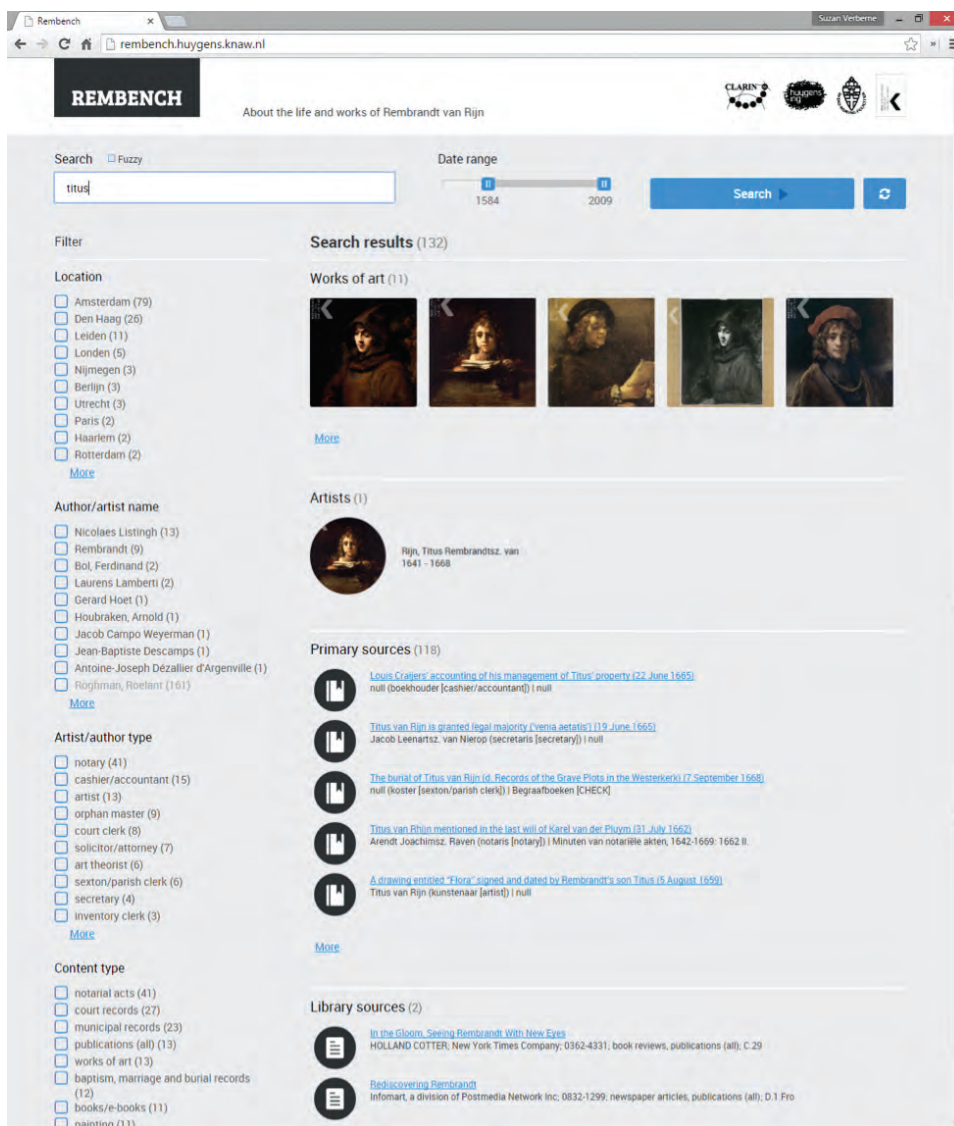 Rembench
Suzan Verberne
rembench.huygens.knaw.nl
REMBENCH
About the life and works of Rembrandt van Rijn
CLARIN
huygens
ing
Search Fuzzy
titus
Date range
1584 2009
Search
Filter
Location
Amsterdam (79)
Den Haag (26)
Leiden (11)
Londen (5)
Nijmegen (3)
Berlijn (3)
Utrecht (3)
Paris (2)
Haarlem (2)
Rotterdam (2)
More
Author/artist name
Nicolaes Listingh (13)
Rembrandt (9)
Bol, Ferdinand (2)
Laurens Lamberti (2)
Gerard Hoet (1)
Houbraken, Arnold (1)
Jacob Campo Weyerman (1)
Jean-Baptiste Descamps (1)
Antoine-Joseph Dézallier d'Argenville (1)
Roghman, Roelant (161)
More
Artist/author type
notary (41)
cashier/accountant (15)
artist (13)
orphan master (9)
court clerk (8)
solicitor/attorney (7)
art theorist (6)
sexton/parish clerk (6)
secretary (4)
inventory clerk (3)
More
Content type
notarial acts (41)
court records (27)
municipal records (23)
publications (all) (13)
works of art (13)
baptism, marriage and burial records
(12)
books/e-books (11)
painting (11)
Search results (132)
Works of art (11)
More
Artists (1)
Rijn, Titus Rembrandtsz. van
1641 - 1668
Primary sources (118)
Louis Craijers' accounting of his management of Titus' property (22 June 1665)
null (boekhouder [cashier/accountant]) | null
Titus van Rijn is granted legal majority ('venia aetatis') (19 June 1665)
Jacob Leenartsz. van Nierop (secretaris [secretary]) | null
The burial of Titus van Rijn (d. Records of the Grave Plots in the Westerkerk) (7 September 1668)
null (koster [sexton/parish clerk]) | Begraafboeken [CHECK]
Titus van Rhijn mentioned in the last will of Karel van der Pluym (31 July 1662)
Arendt Joachimsz. Raven (notaris [notary]) | Minuten van notariële akten, 1642-1669: 1662 II.
A drawing entitled "Flora" signed and dated by Rembrandt's son Titus (5 August 1659)
Titus van Rijn (kunstenaar [artist]) | null
More
Library sources (2)
In the Gloom, Seeing Rembrandt With New Eyes
HOLLAND COTTER; New York Times Company; 0362-4331; book reviews, publications (all); C.29
Rediscovering Rembrandt
Infomart, a division of Postmedia Network Inc; 0832-1299; newspaper articles, publications (all); D.1.Fro